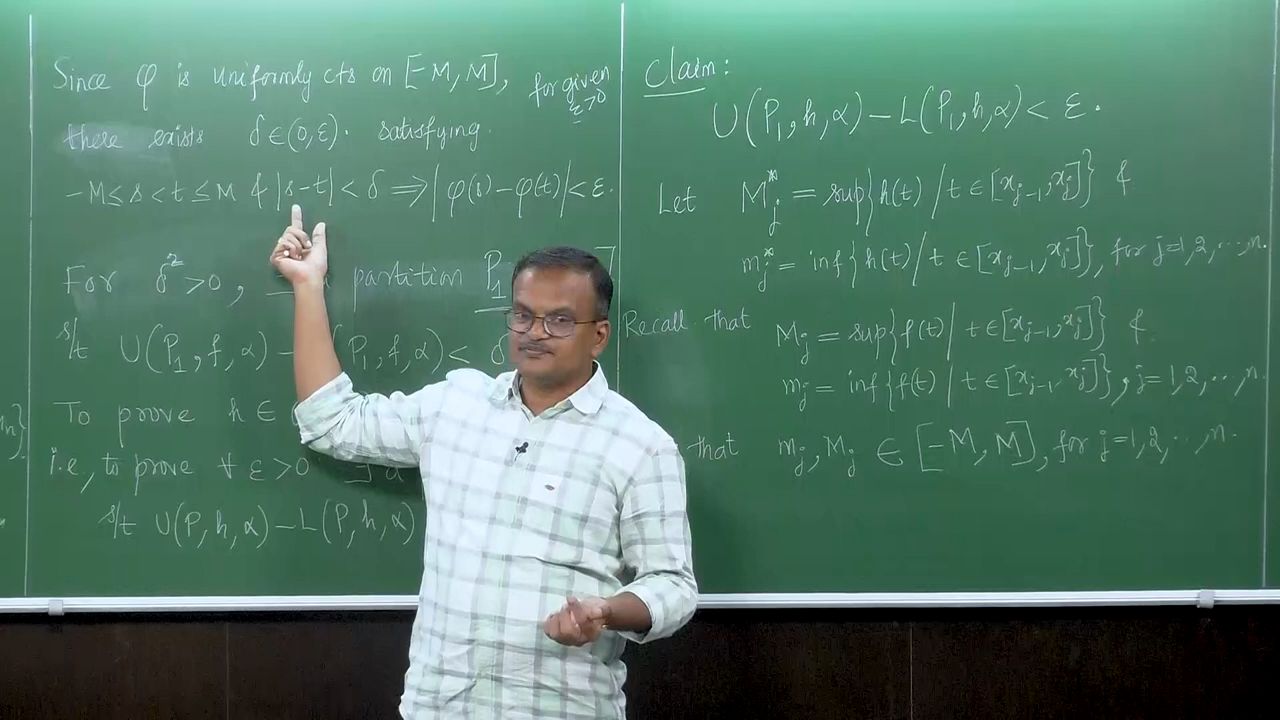 Since φ is uniformly cts on [-M, M], for given ε>0
there exists δ∈(0,ε). satisfying.
-M≤s<t≤M & |s-t|<δ ⟹ |φ(s)-φ(t)|<ε.
For δ²>0, partition P₁
s/t U(P₁,f,α) - (P₁,f,α) < δ
To prove h ∈
i.e, to prove ∀ ε>0 ∃ a
s/t U(P,h,α)-L(P,h,α)
Claim:
U(P₁,h,α)-L(P₁,h,α)<ε.
Let M*ⱼ = sup{h(t) / t∈[xⱼ₋₁,xⱼ]} &
m*ⱼ = inf{h(t)/t∈[xⱼ₋₁,xⱼ]}, for j=1,2,...,n.
Recall that Mⱼ = sup{f(t) / t∈[xⱼ₋₁,xⱼ]} &
mⱼ = inf{f(t) / t∈[xⱼ₋₁,xⱼ]}, j=1,2,..,n.
that mⱼ, Mⱼ ∈ [-M, M], for j=1,2,..,n.